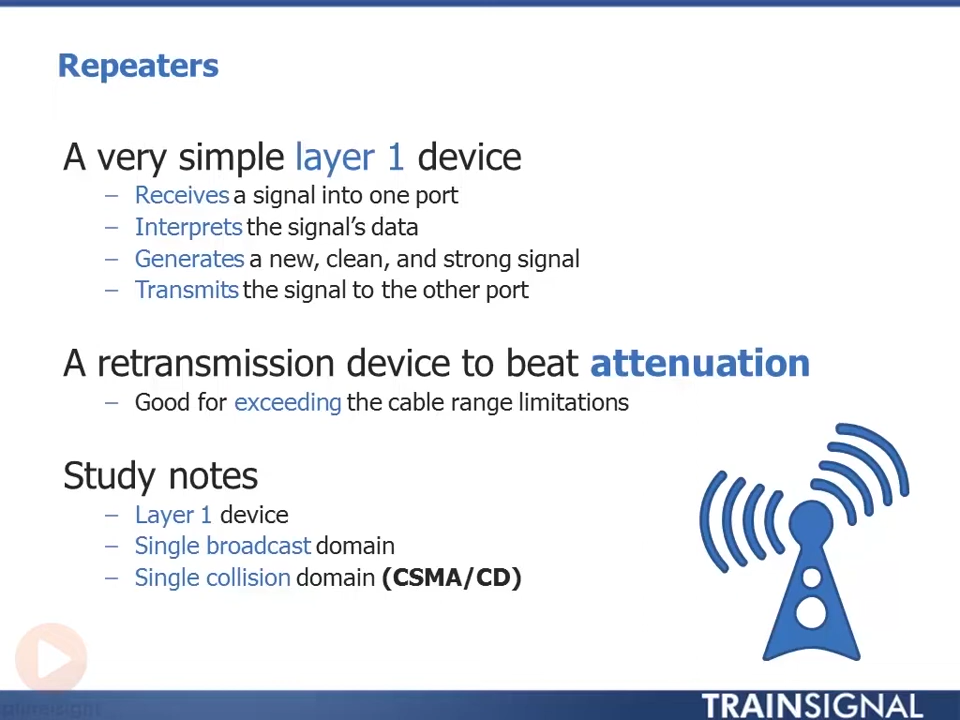 Repeaters
A very simple layer 1 device
– Receives a signal into one port
– Interprets the signal's data
– Generates a new, clean, and strong signal
– Transmits the signal to the other port
A retransmission device to beat attenuation
– Good for exceeding the cable range limitations
Study notes
– Layer 1 device
– Single broadcast domain
– Single collision domain (CSMA/CD)
pluralsight
TRAINSIGNAL